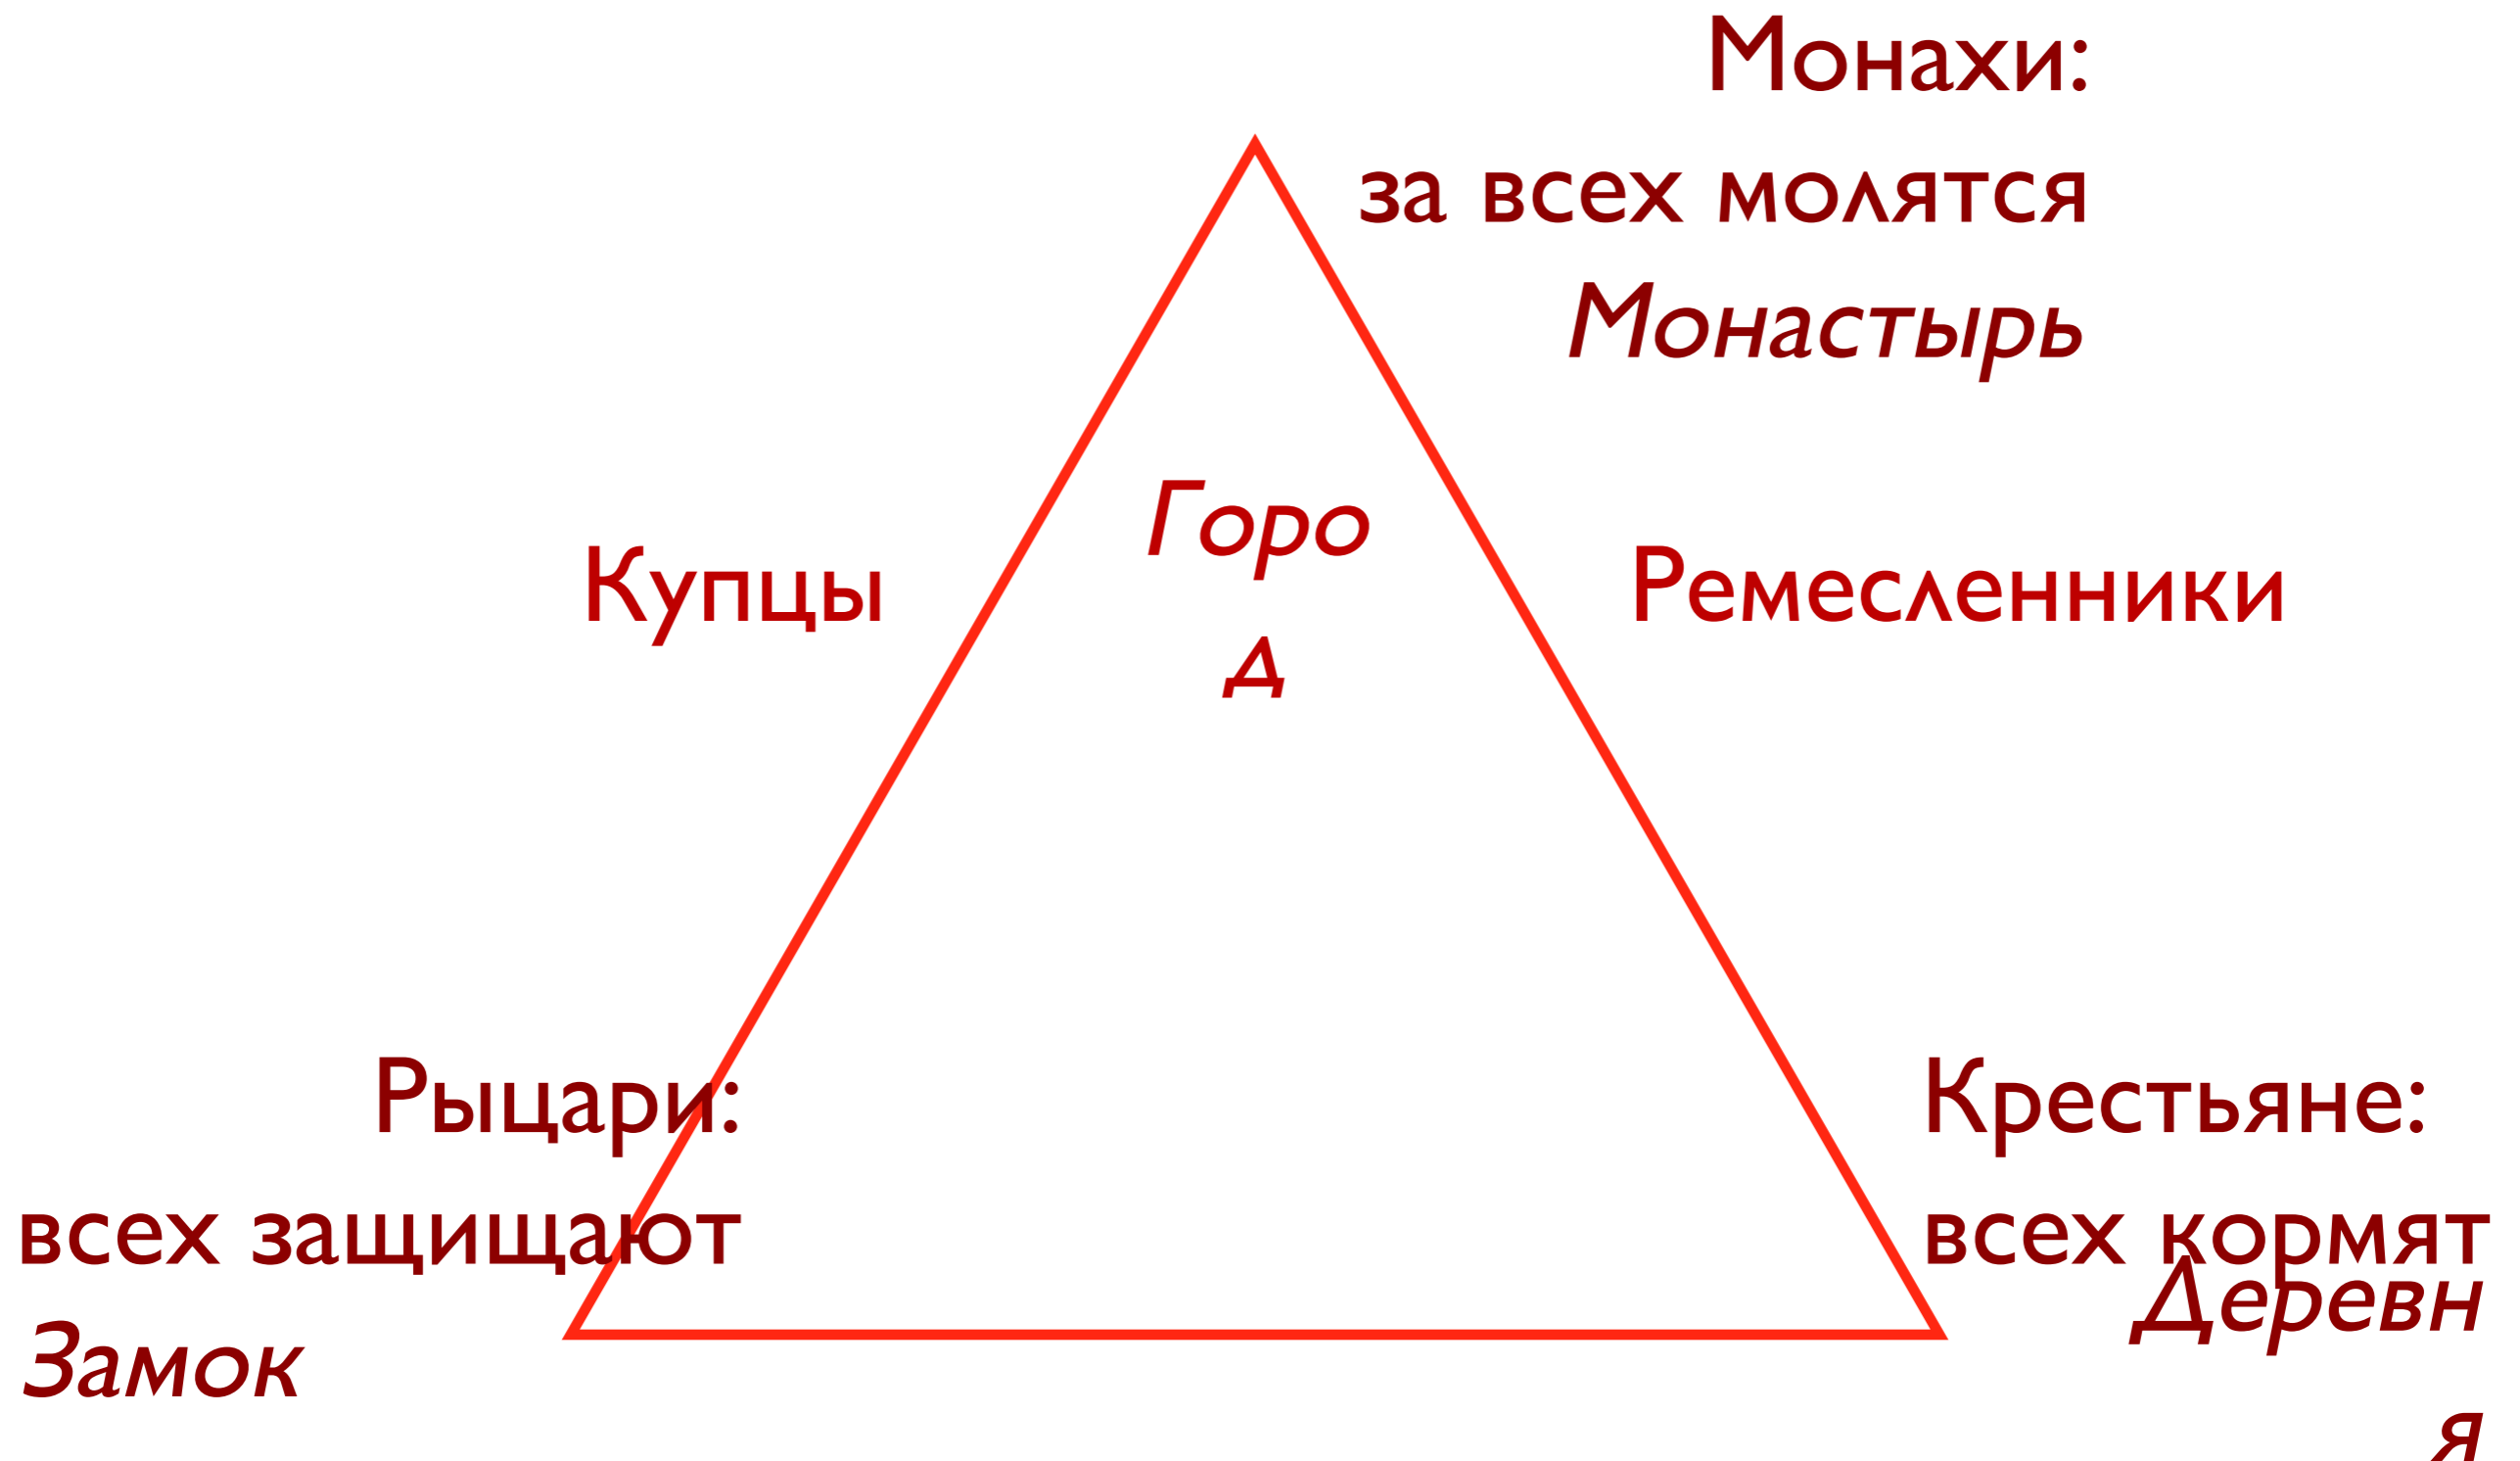 Монахи:
за всех молятся
Монастырь
Горо
д
Купцы
Ремесленники
Рыцари:
всех защищают
Замок
Крестьяне:
всех кормят
Деревн
я